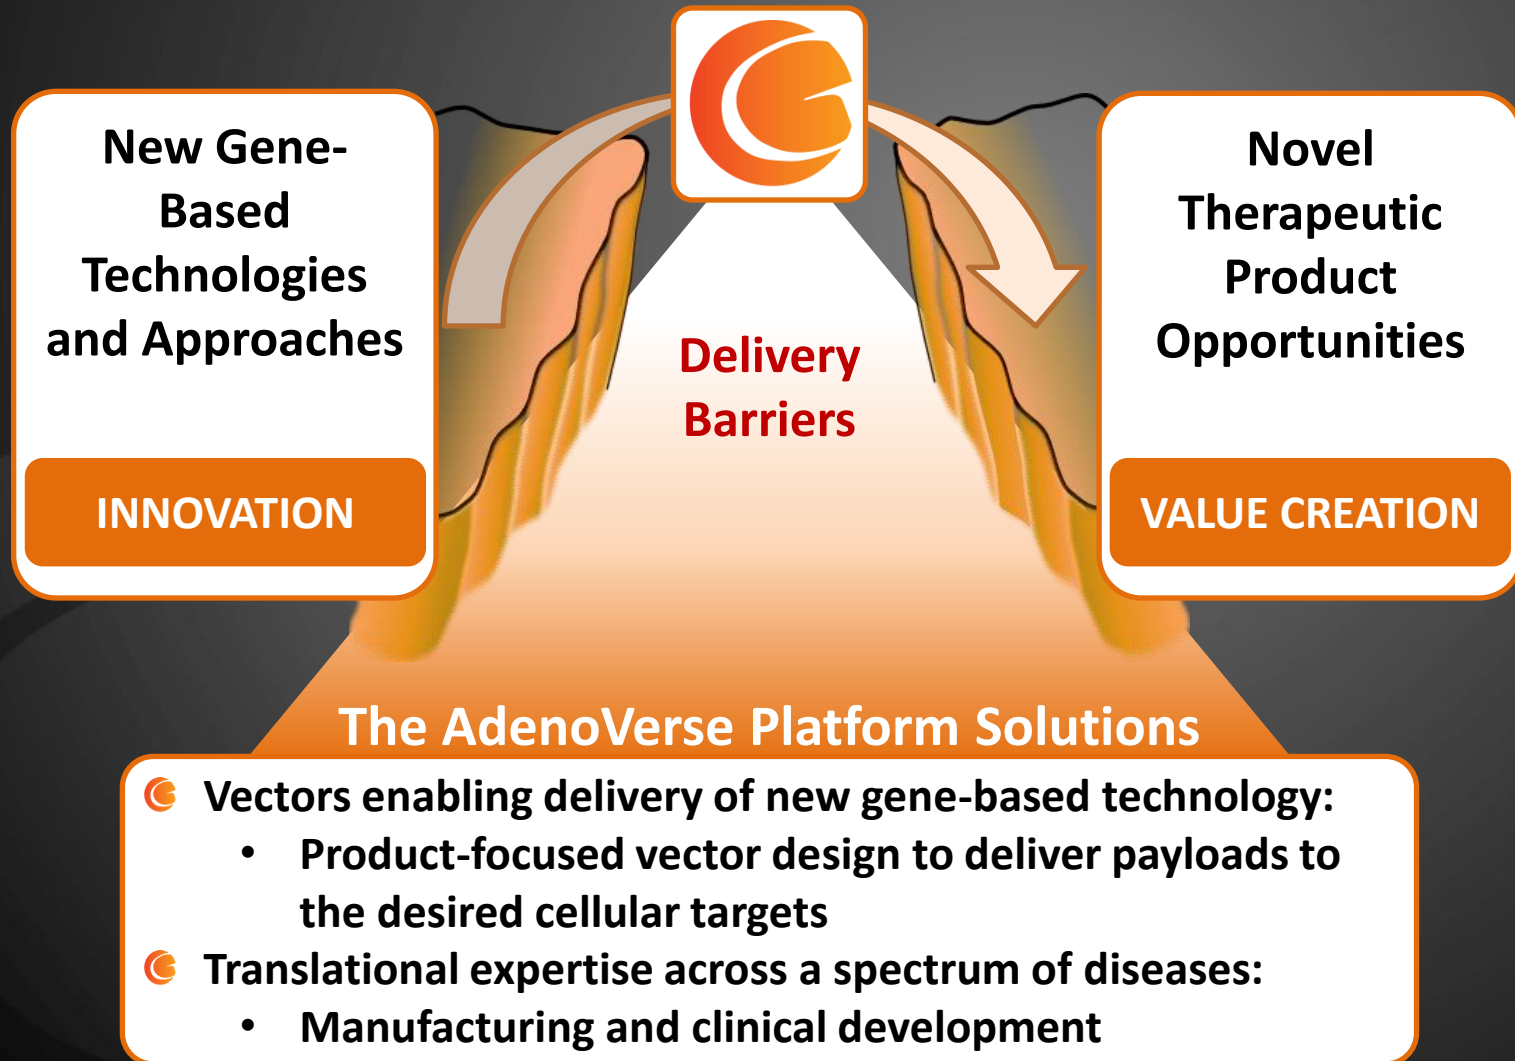 New Gene-
Based
Technologies
and Approaches
INNOVATION
Delivery
Barriers
Novel
Therapeutic
Product
Opportunities
VALUE CREATION
The AdenoVerse Platform Solutions
Vectors enabling delivery of new gene-based technology:
• Product-focused vector design to deliver payloads to
the desired cellular targets
Translational expertise across a spectrum of diseases:
• Manufacturing and clinical development